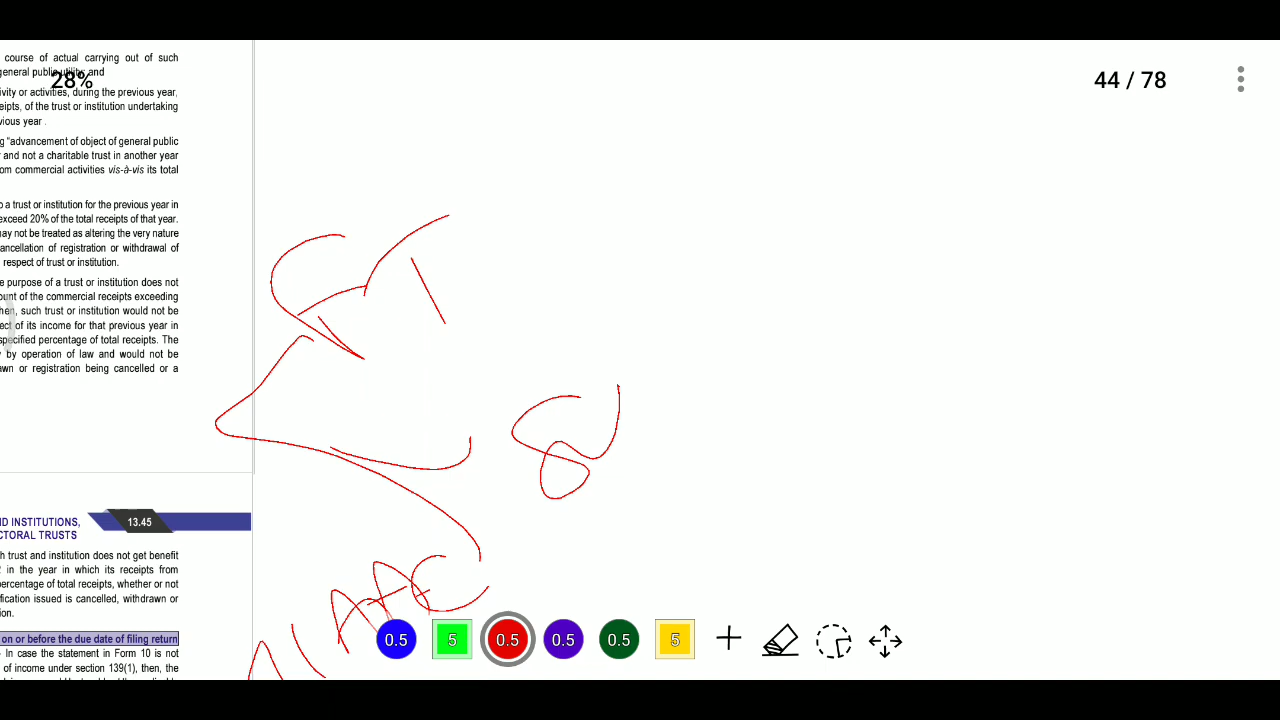 course of actual carrying out of such
general public utility, and
28%
44 / 78
ivity or activities, during the previous year,
eipts, of the trust or institution undertaking
vious year .
g “advancement of object of general public
r and not a charitable trust in another year
om commercial activities vis-à-vis its total
o a trust or institution for the previous year in
exceed 20% of the total receipts of that year.
may not be treated as altering the very nature
ancellation of registration or withdrawal of
respect of trust or institution.
e purpose of a trust or institution does not
ount of the commercial receipts exceeding
hen, such trust or institution would not be
ect of its income for that previous year in
specified percentage of total receipts. The
y by operation of law and would not be
awn or registration being cancelled or a
ND INSTITUTIONS,
CTORAL TRUSTS
13.45
h trust and institution does not get benefit
2 in the year in which its receipts from
percentage of total receipts, whether or not
ification issued is cancelled, withdrawn or
ion.
on or before the due date of filing return
- In case the statement in Form 10 is not
of income under section 139(1), then, the
0.5 5 0.5 0.5 0.5 5